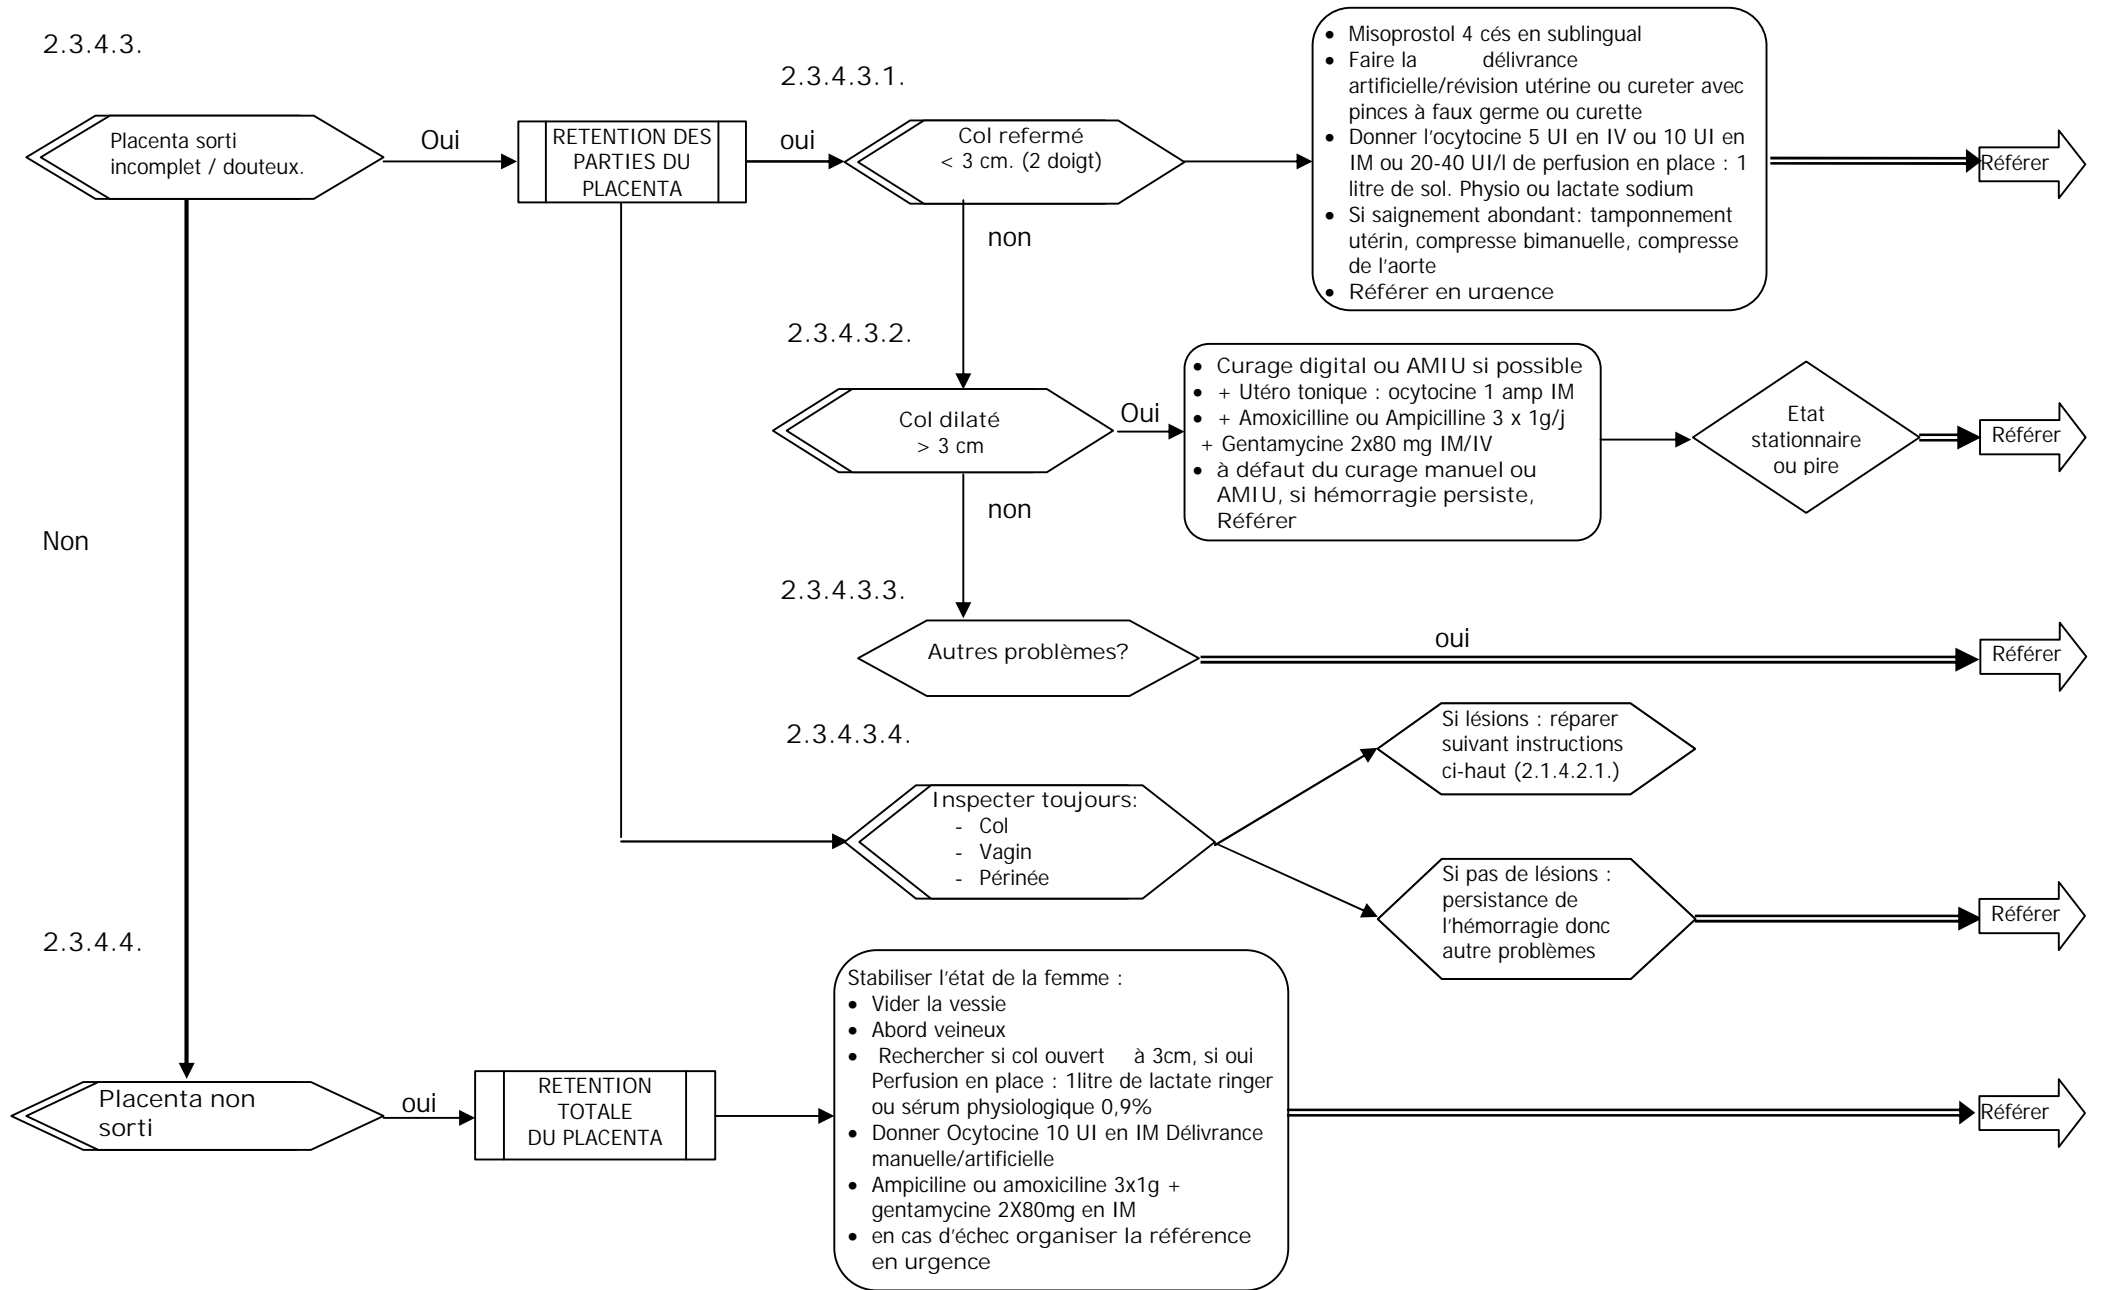 2.3.4.3.
Placenta sorti
incomplet / douteux.
Oui
RETENTION DES
PARTIES DU
PLACENTA
oui
2.3.4.3.1.
Col refermé
< 3 cm. (2 doigt)
• Misoprostol 4 cés en sublingual
• Faire la délivrance
artificielle/révision utérine ou cureter avec
pinces à faux germe ou curette
• Donner l'ocytocine 5 UI en IV ou 10 UI en
IM ou 20-40 UI/l de perfusion en place : 1
litre de sol. Physio ou lactate sodium
• Si saignement abondant: tamponnement
utérin, compresse bimanuelle, compresse
de l'aorte
• Référer en urgence
Référer
non
2.3.4.3.2.
Col dilaté
> 3 cm
Oui
• Curage digital ou AMIU si possible
• + Utéro tonique : ocytocine 1 amp IM
• + Amoxicilline ou Ampicilline 3 x 1g/j
+ Gentamycine 2x80 mg IM/IV
• à défaut du curage manuel ou
AMIU, si hémorragie persiste,
Référer
Etat
stationnaire
ou pire
Référer
non
Non
2.3.4.3.3.
Autres problèmes?
oui
Référer
2.3.4.3.4.
Inspecter toujours:
- Col
- Vagin
- Périnée
Si lésions : réparer
suivant instructions
ci-haut (2.1.4.2.1.)
Si pas de lésions :
persistance de
l'hémorragie donc
autre problèmes
Référer
2.3.4.4.
Placenta non
sorti
oui
RETENTION
TOTALE
DU PLACENTA
Stabiliser l'état de la femme :
• Vider la vessie
• Abord veineux
• Rechercher si col ouvert à 3cm, si oui
Perfusion en place : 1litre de lactate ringer
ou sérum physiologique 0,9%
• Donner Ocytocine 10 UI en IM Délivrance
manuelle/artificielle
• Ampiciline ou amoxiciline 3x1g +
gentamycine 2X80mg en IM
• en cas d'échec organiser la référence
en urgence
Référer